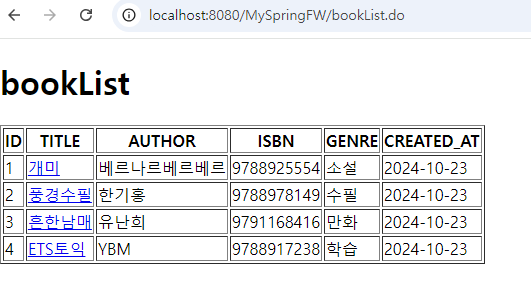 localhost:8080/MySpringFW/bookList.do
bookList
ID TITLE AUTHOR ISBN GENRE CREATED_AT
1 개미 베르나르베르베르 9788925554 소설 2024-10-23
2 풍경수필 한기홍 9788978149 수필 2024-10-23
3 흔한남매 유난희 9791168416 만화 2024-10-23
4 ETS토익 YBM 9788917238 학습 2024-10-23